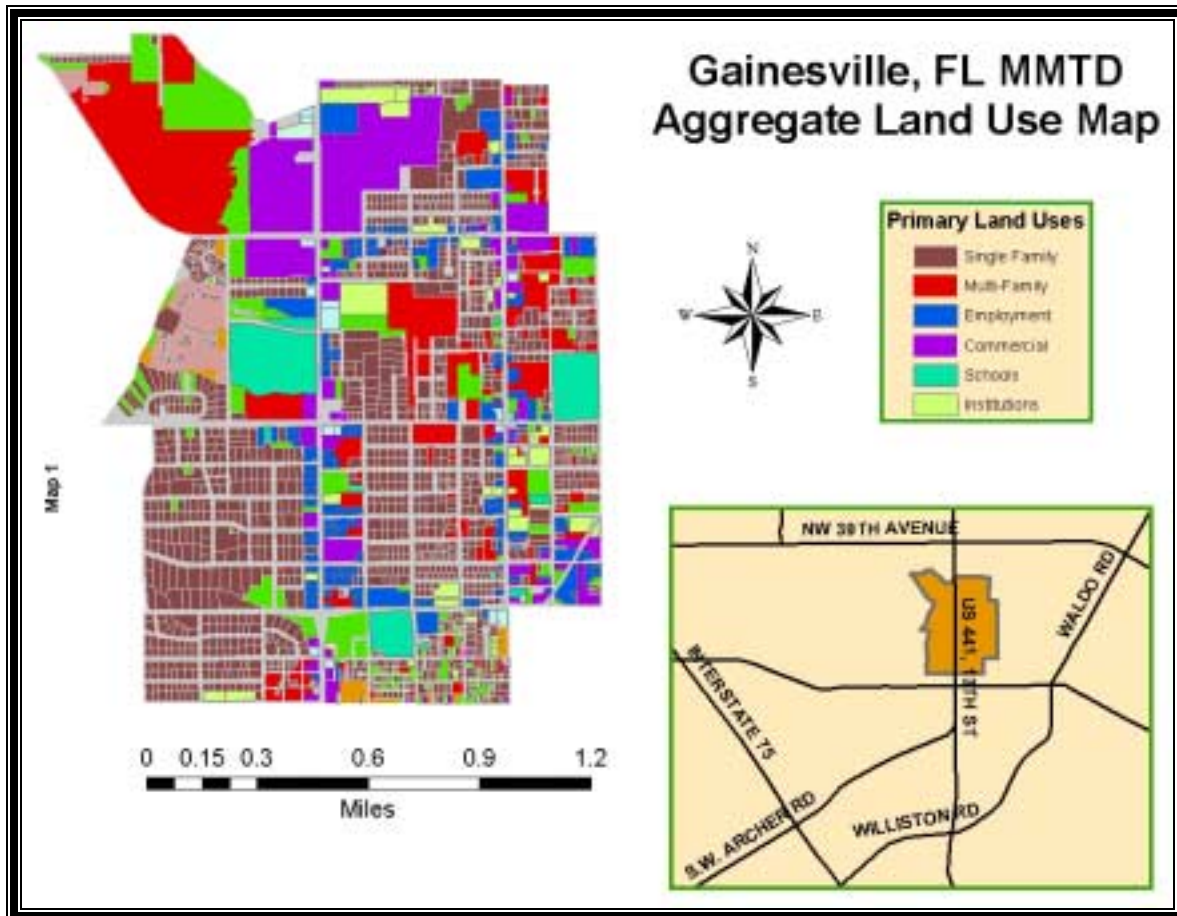 Gainesville, FL MMTD
Aggregate Land Use Map
Primary Land Uses
Single Family
Multi-Family
Employment
Commercial
Schools
Institutions
N
W
E
S
Map 1
0 0.15 0.3 0.6 0.9 1.2
Miles
NW 39TH AVENUE
WALDO RD
US 441, 13TH ST
INTERSTATE 75
S.W. ARCHER RD
WILLISTON RD